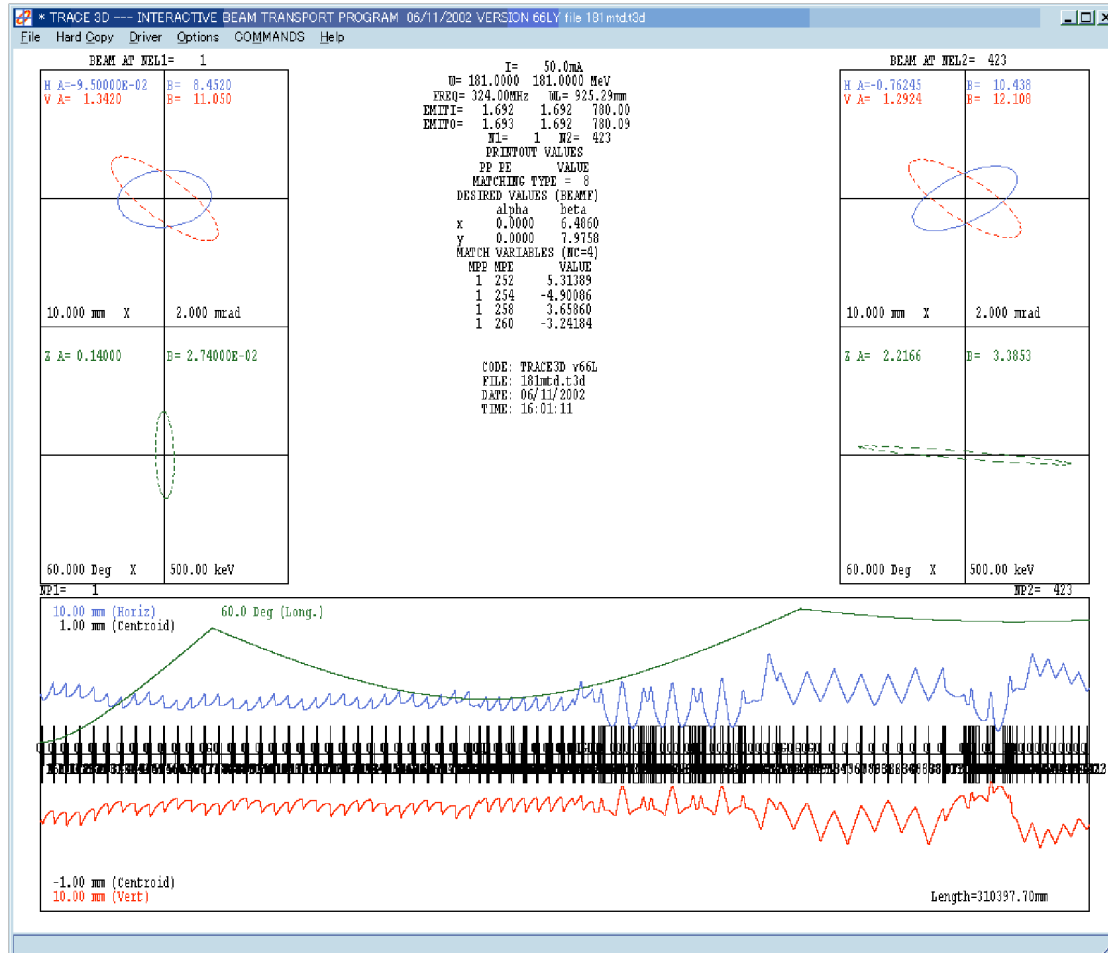 * TRACE 3D --- INTERACTIVE BEAM TRANSPORT PROGRAM 06/11/2002 VERSION 66LY file 181mtd.t3d
File Hard Copy Driver Options COMMANDS Help
BEAM AT NEL1= 1
H A=-9.50000E-02 B= 8.4520
V A= 1.3420 B= 11.050
10.000 mm X 2.000 mrad
Z A= 0.14000 B= 2.74000E-02
60.000 Deg X 500.00 keV
NP1= 1
I= 50.0mA
W= 181.0000 181.0000 MeV
FREQ= 324.00MHz WL= 925.29mm
EMITI= 1.692 1.692 780.00
EMITO= 1.693 1.692 780.09
N1= 1 N2= 423
PRINTOUT VALUES
PP PE VALUE
MATCHING TYPE = 8
DESIRED VALUES (BEAMF)
alpha beta
x 0.0000 6.4860
y 0.0000 7.9758
MATCH VARIABLES (NC=4)
MPP MPE VALUE
1 252 5.31389
1 254 -4.90086
1 258 3.65860
1 260 -3.24184
CODE: TRACE3D v66L
FILE: 181mtd.t3d
DATE: 06/11/2002
TIME: 16:01:11
BEAM AT NEL2= 423
H A=-0.76245 B= 10.438
V A= 1.2924 B= 12.108
10.000 mm X 2.000 mrad
Z A= 2.2166 B= 3.3853
60.000 Deg X 500.00 keV
NP2= 423
10.00 mm (Horiz) 60.0 Deg (Long.)
1.00 mm (Centroid)
-1.00 mm (Centroid)
10.00 mm (Vert)
Length=310397.70mm